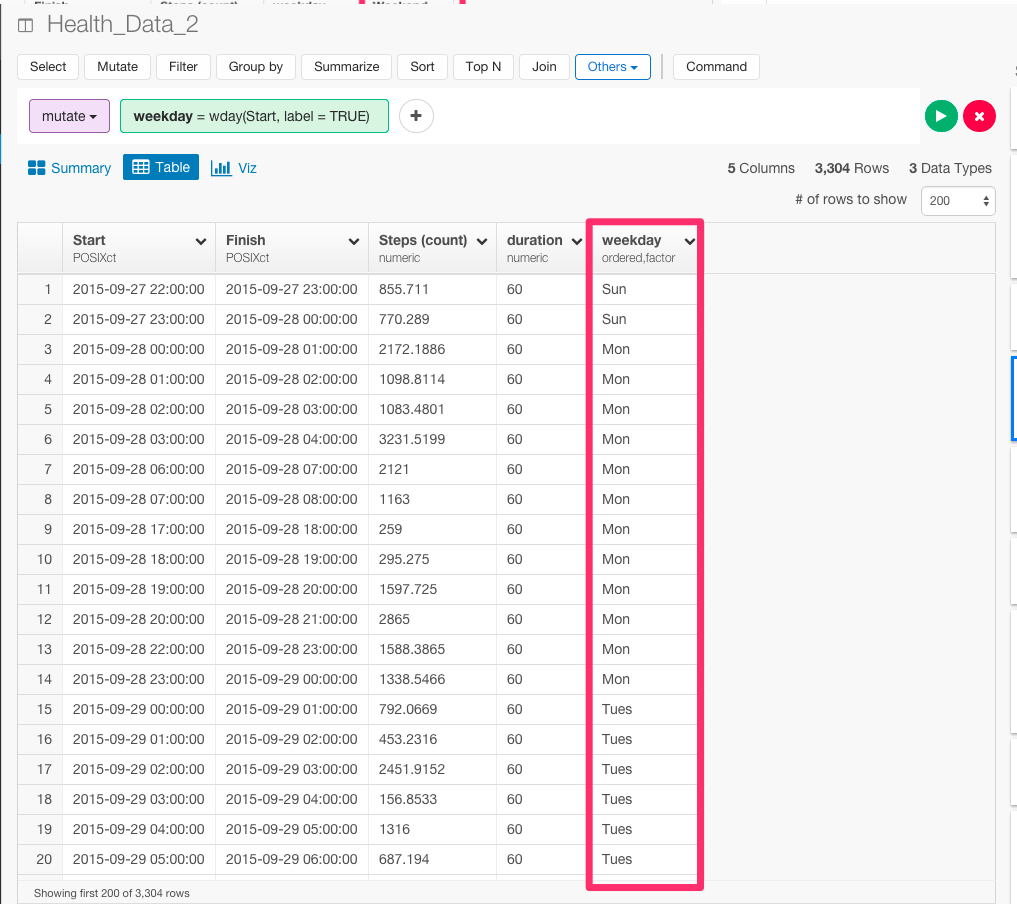 Health_Data_2
Select Mutate Filter Group by Summarize Sort Top N Join Others Command
mutate weekday = wday(Start, label = TRUE) +
Summary Table Viz 5 Columns 3,304 Rows 3 Data Types
# of rows to show 200
Start Finish Steps (count) duration weekday
POSIXct POSIXct numeric numeric ordered,factor
1 2015-09-27 22:00:00 2015-09-27 23:00:00 855.711 60 Sun
2 2015-09-27 23:00:00 2015-09-28 00:00:00 770.289 60 Sun
3 2015-09-28 00:00:00 2015-09-28 01:00:00 2172.1886 60 Mon
4 2015-09-28 01:00:00 2015-09-28 02:00:00 1098.8114 60 Mon
5 2015-09-28 02:00:00 2015-09-28 03:00:00 1083.4801 60 Mon
6 2015-09-28 03:00:00 2015-09-28 04:00:00 3231.5199 60 Mon
7 2015-09-28 06:00:00 2015-09-28 07:00:00 2121 60 Mon
8 2015-09-28 07:00:00 2015-09-28 08:00:00 1163 60 Mon
9 2015-09-28 17:00:00 2015-09-28 18:00:00 259 60 Mon
10 2015-09-28 18:00:00 2015-09-28 19:00:00 295.275 60 Mon
11 2015-09-28 19:00:00 2015-09-28 20:00:00 1597.725 60 Mon
12 2015-09-28 20:00:00 2015-09-28 21:00:00 2865 60 Mon
13 2015-09-28 22:00:00 2015-09-28 23:00:00 1588.3865 60 Mon
14 2015-09-28 23:00:00 2015-09-29 00:00:00 1338.5466 60 Mon
15 2015-09-29 00:00:00 2015-09-29 01:00:00 792.0669 60 Tues
16 2015-09-29 01:00:00 2015-09-29 02:00:00 453.2316 60 Tues
17 2015-09-29 02:00:00 2015-09-29 03:00:00 2451.9152 60 Tues
18 2015-09-29 03:00:00 2015-09-29 04:00:00 156.8533 60 Tues
19 2015-09-29 04:00:00 2015-09-29 05:00:00 1316 60 Tues
20 2015-09-29 05:00:00 2015-09-29 06:00:00 687.194 60 Tues
Showing first 200 of 3,304 rows